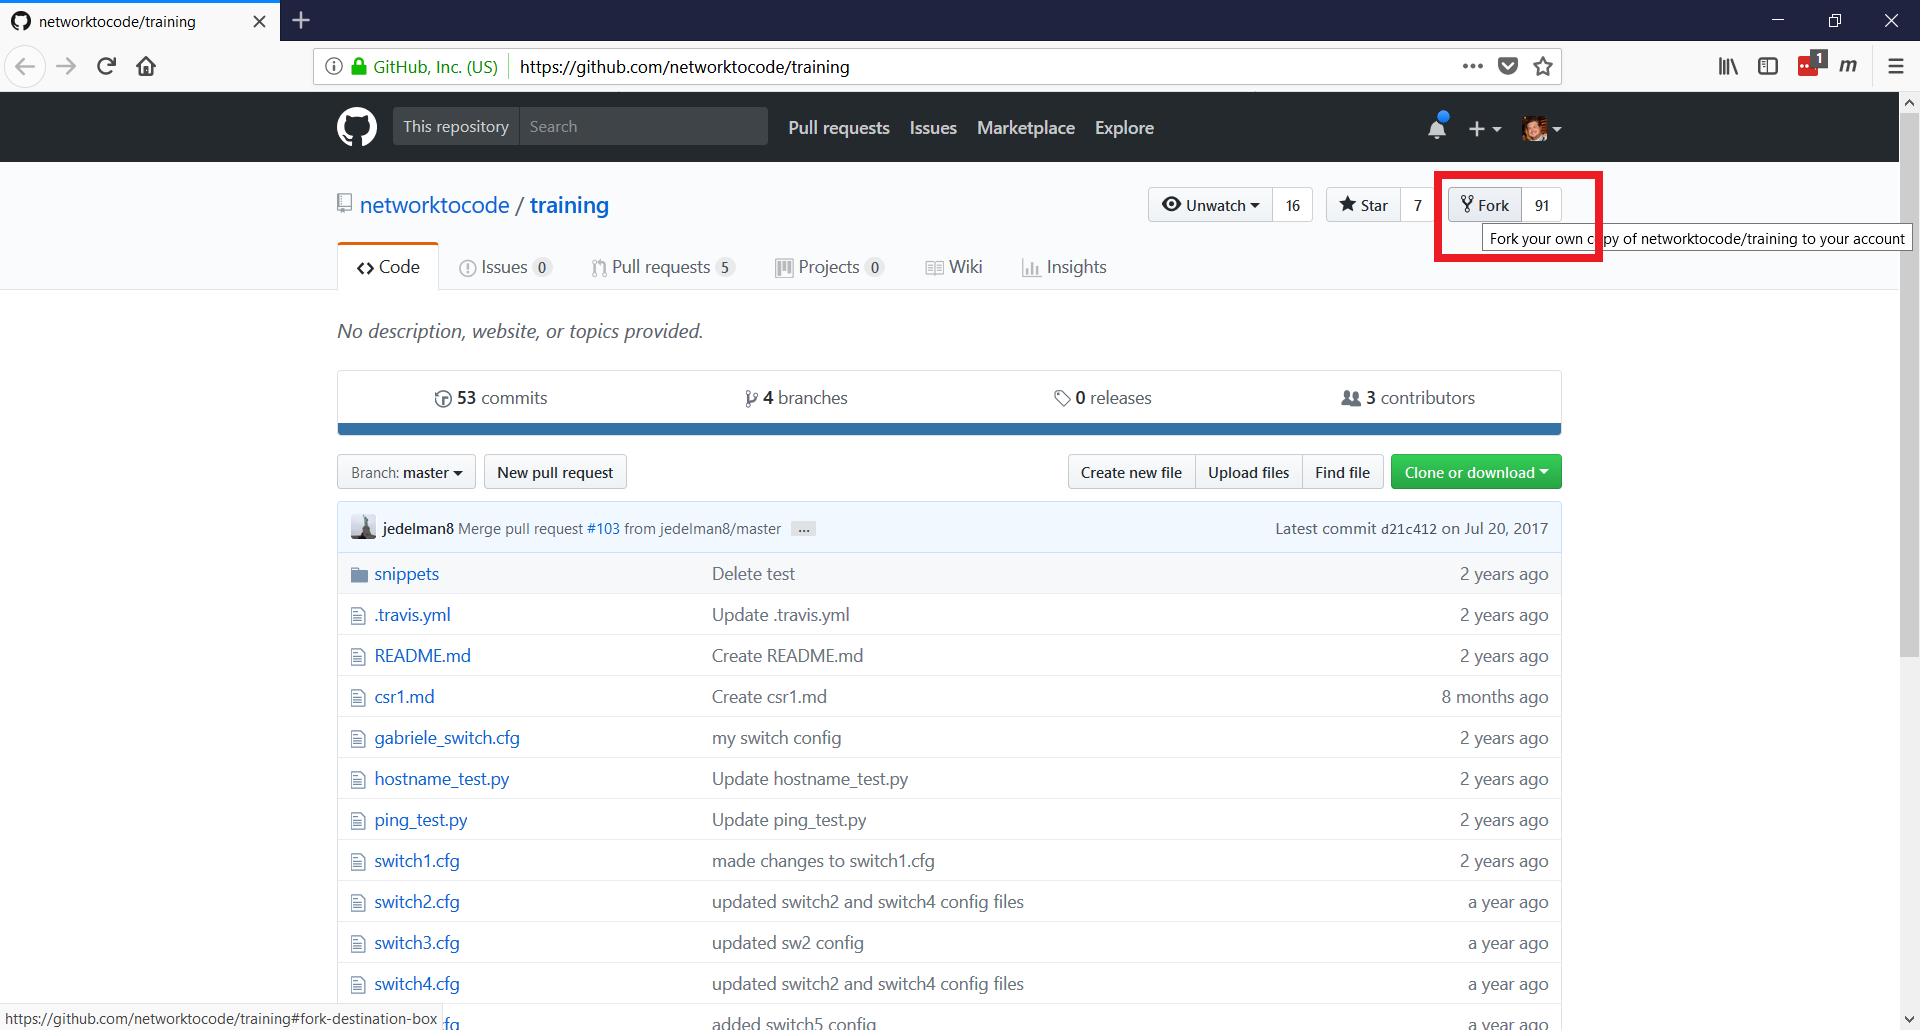 networktocode/training
GitHub, Inc. (US) https://github.com/networktocode/training
1
m
This repository Search Pull requests Issues Marketplace Explore
networktocode / training
Unwatch 16 Star 7 Fork 91
Fork your own copy of networktocode/training to your account
Code Issues 0 Pull requests 5 Projects 0 Wiki Insights
No description, website, or topics provided.
53 commits 4 branches 0 releases 3 contributors
Branch: master New pull request Create new file Upload files Find file Clone or download
jedelman8 Merge pull request #103 from jedelman8/master ... Latest commit d21c412 on Jul 20, 2017
snippets Delete test 2 years ago
.travis.yml Update .travis.yml 2 years ago
README.md Create README.md 2 years ago
csr1.md Create csr1.md 8 months ago
gabriele_switch.cfg my switch config 2 years ago
hostname_test.py Update hostname_test.py 2 years ago
ping_test.py Update ping_test.py 2 years ago
switch1.cfg made changes to switch1.cfg 2 years ago
switch2.cfg updated switch2 and switch4 config files a year ago
switch3.cfg updated sw2 config a year ago
switch4.cfg updated switch2 and switch4 config files a year ago
added switch5 config a year ago
https://github.com/networktocode/training#fork-destination-box